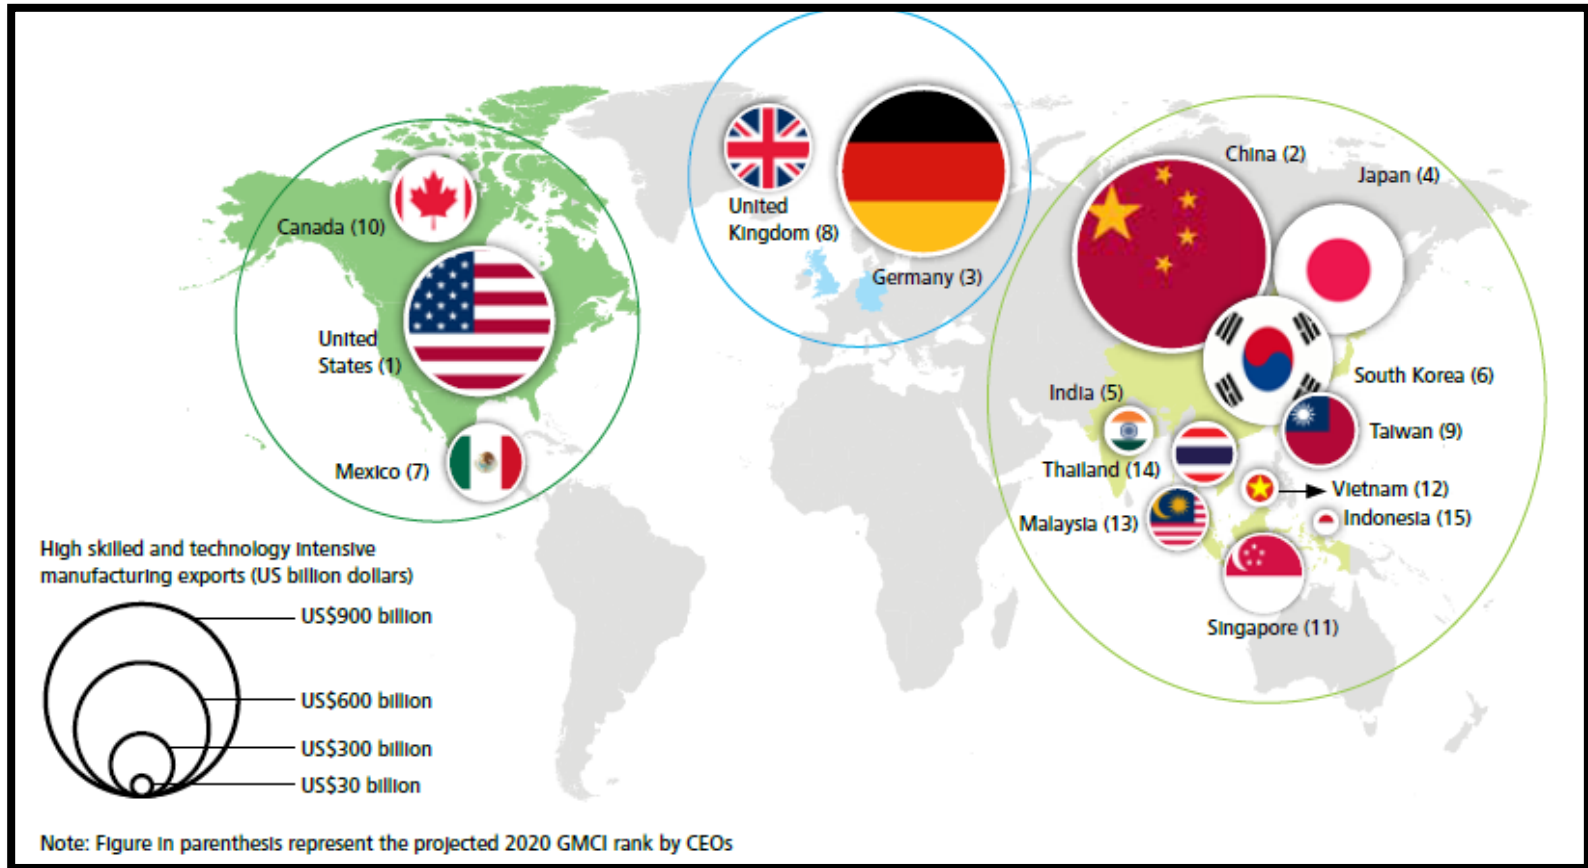 China (2)
Japan (4)
United
Kingdom (8)
Canada (10)
Germany (3)
United
States (1)
South Korea (6)
India (5)
Taiwan (9)
Mexico (7)
Thailand (14)
Vietnam (12)
Malaysia (13)
Indonesia (15)
Singapore (11)
High skilled and technology intensive
manufacturing exports (US billion dollars)
US$900 billion
US$600 billion
US$300 billion
US$30 billion
Note: Figure in parenthesis represent the projected 2020 GMCI rank by CEOs